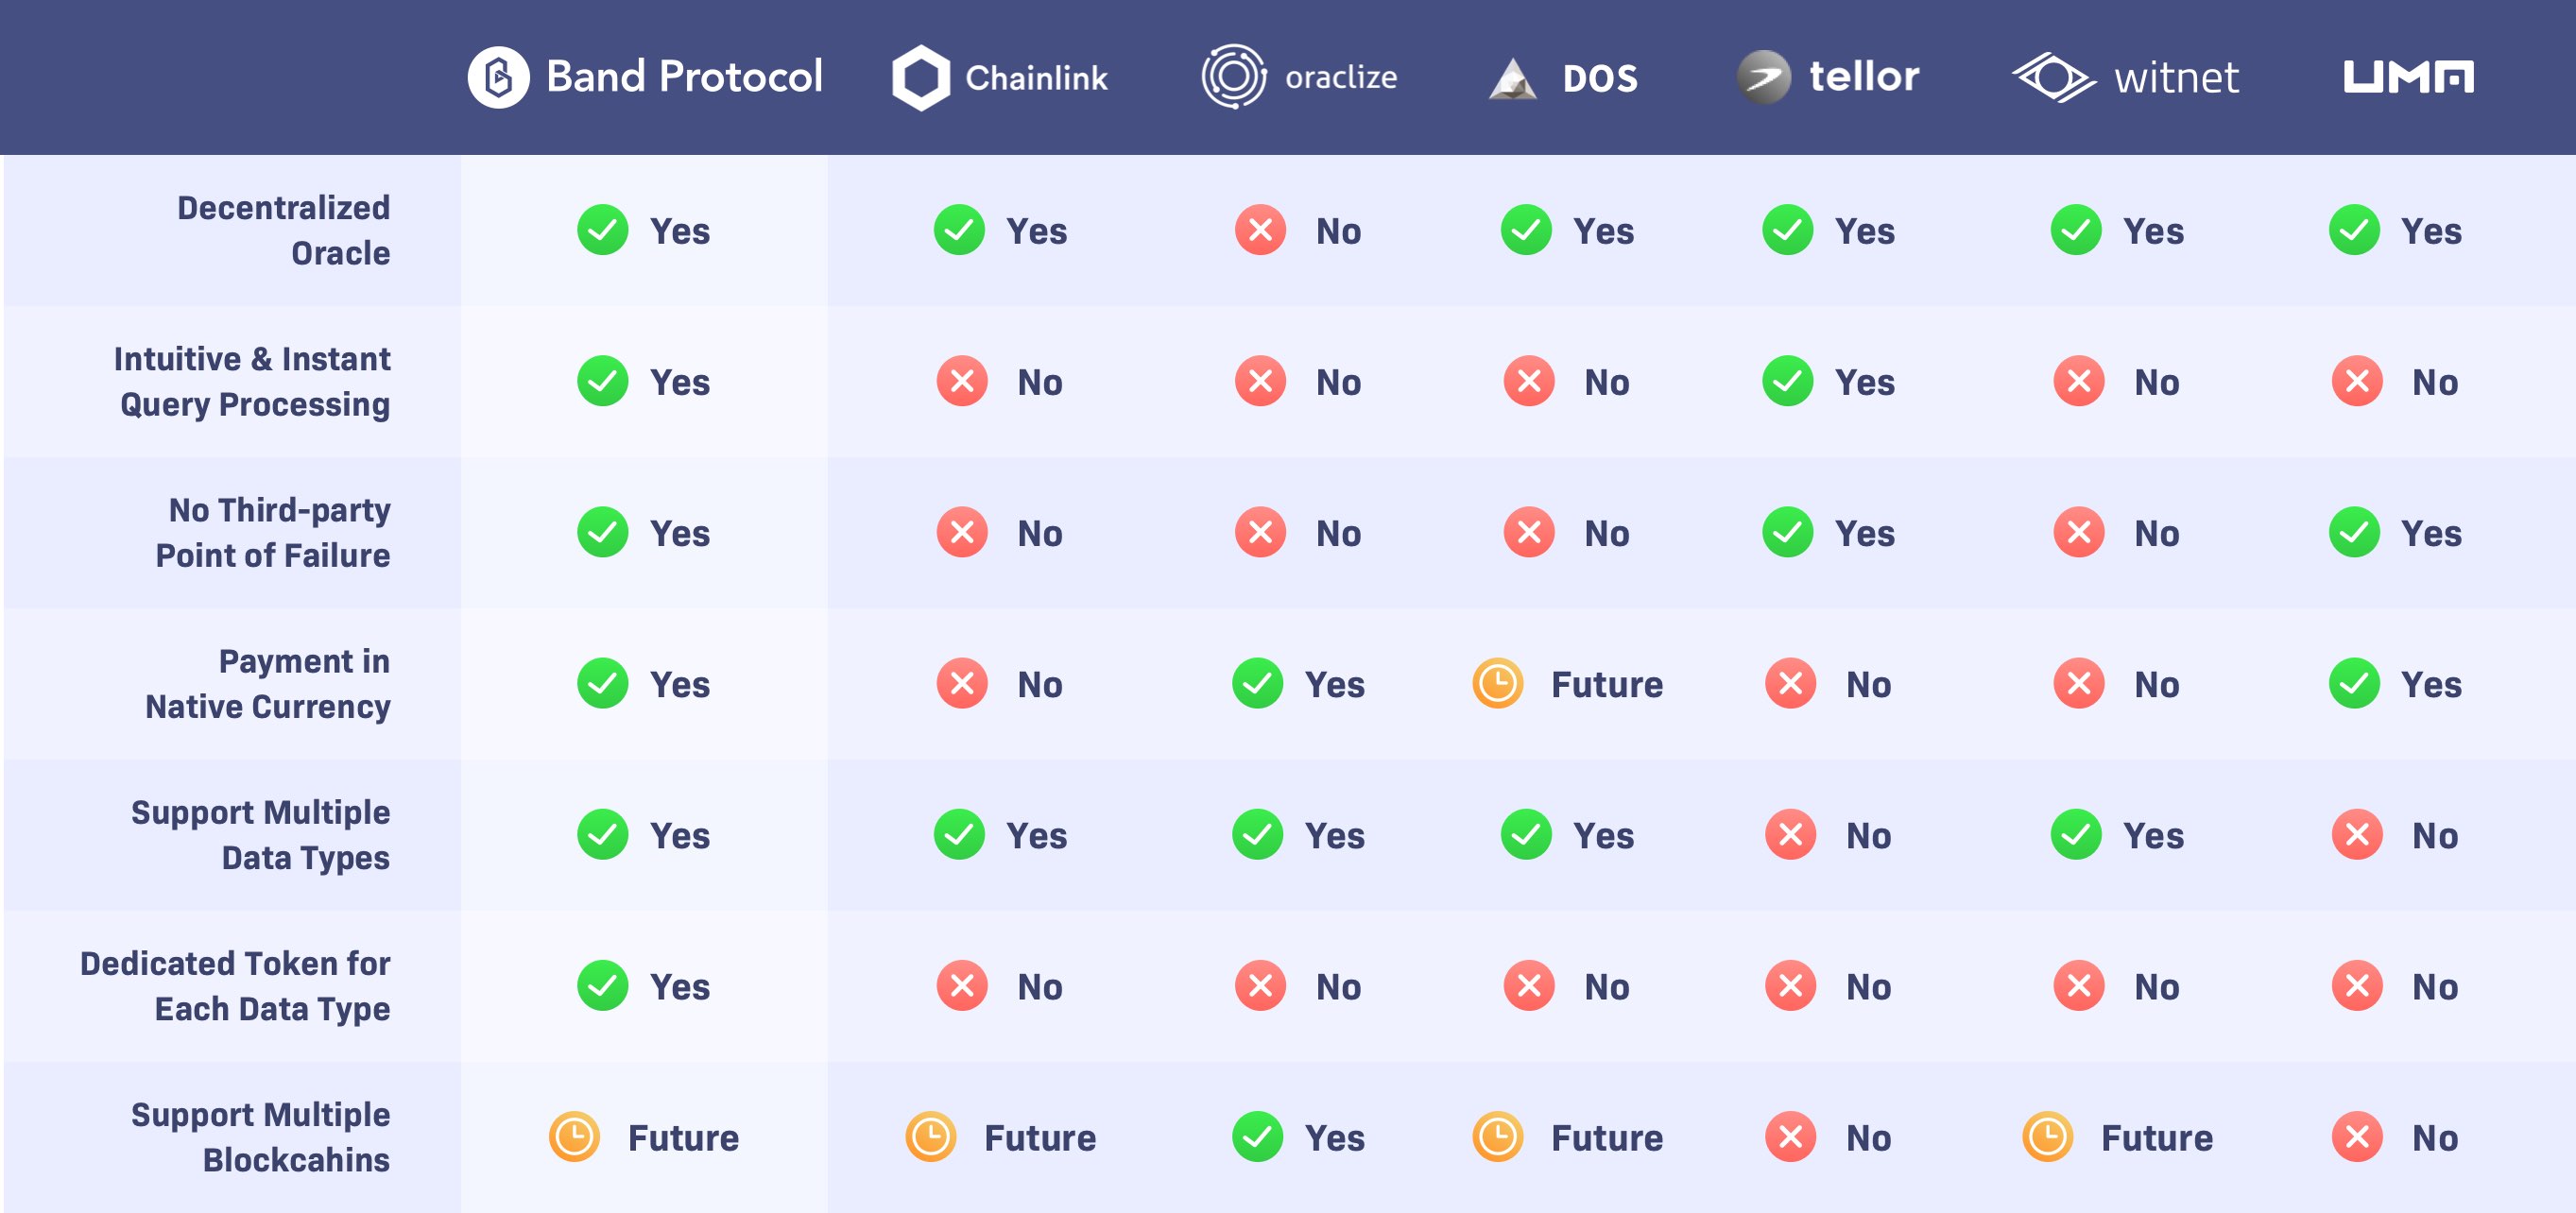 Band Protocol Chainlink oraclize DOS tellor witnet UMA
Decentralized
Oracle
Yes Yes No Yes Yes Yes Yes
Intuitive & Instant
Query Processing
Yes No No No Yes No No
No Third-party
Point of Failure
Yes No No No Yes No Yes
Payment in
Native Currency
Yes No Yes Future No No Yes
Support Multiple
Data Types
Yes Yes Yes Yes No Yes No
Dedicated Token for
Each Data Type
Yes No No No No No No
Support Multiple
Blockcahins
Future Future Yes Future No Future No